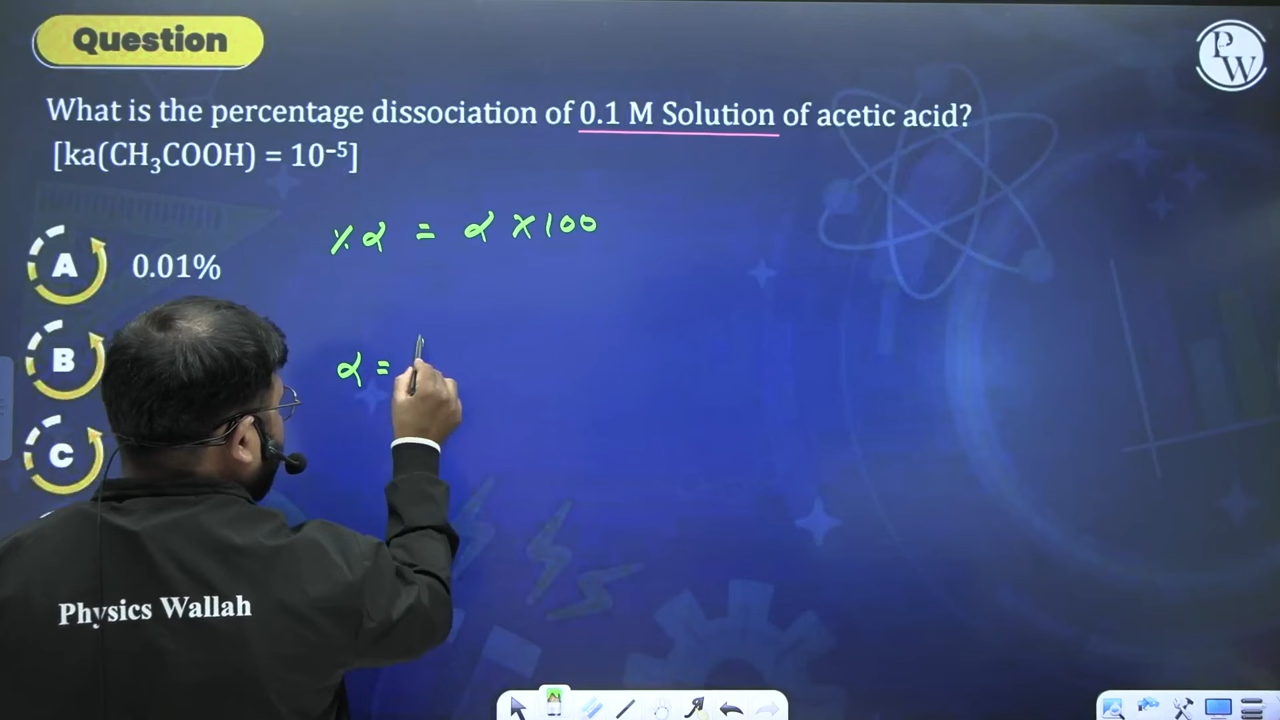 Question
PW
What is the percentage dissociation of 0.1 M Solution of acetic acid?
[ka(CH₃COOH) = 10⁻⁵]
% α = α × 100
A 0.01%
α =
B
C
Physics Wallah